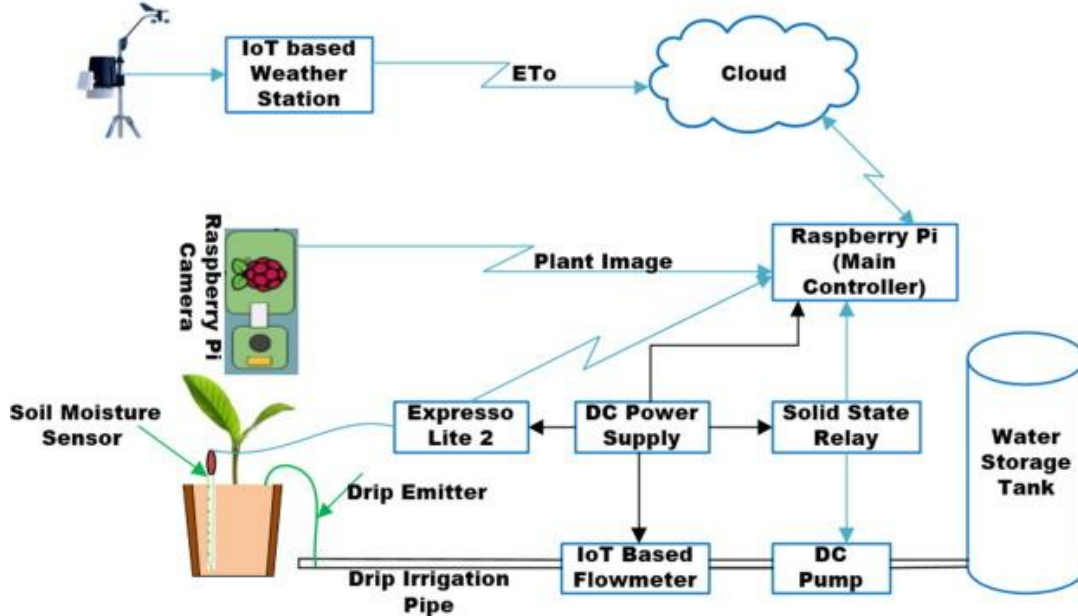 IoT based
Weather
Station
ETo
Cloud
Raspberry Pi
Camera
Plant Image
Raspberry Pi
(Main
Controller)
Soil Moisture
Sensor
Expresso
Lite 2
DC Power
Supply
Solid State
Relay
Water
Storage
Tank
Drip Emitter
IoT Based
Flowmeter
DC
Pump
Drip Irrigation
Pipe